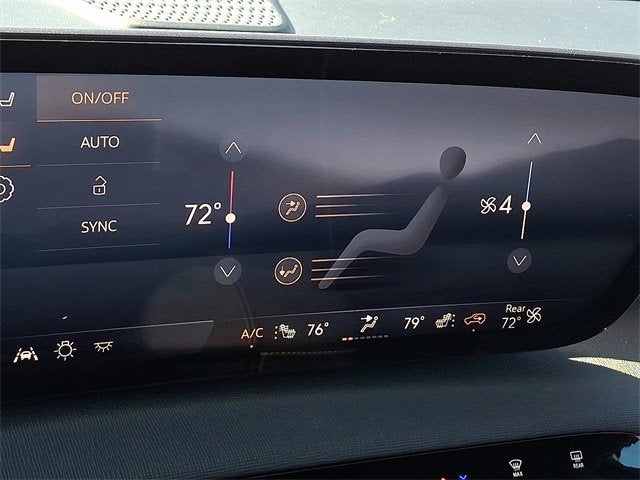 ON/OFF
AUTO
SYNC
72°
4
A/C 76° 79° Rear 72°
MAX
REAR